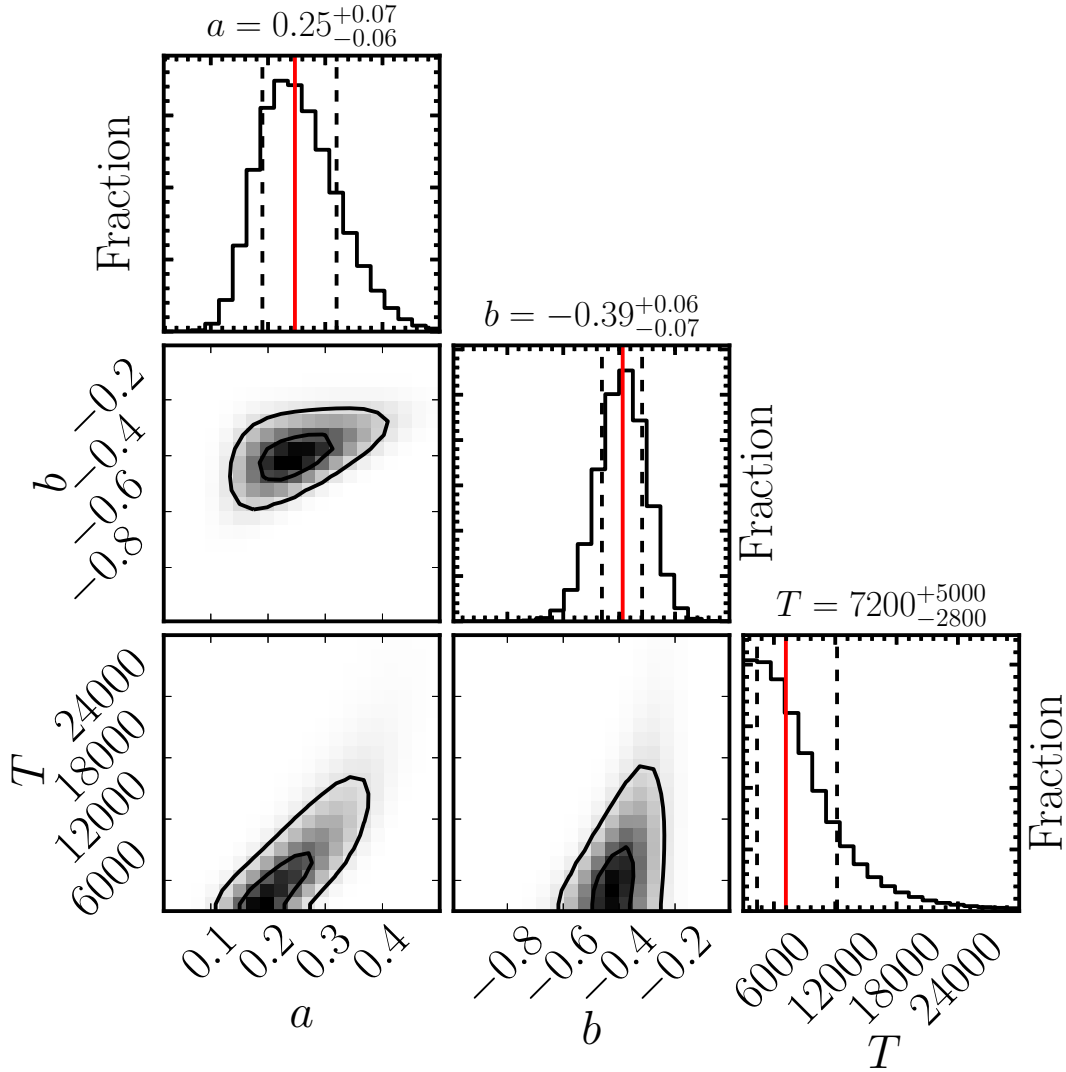 a = 0.25^{+0.07}_{-0.06}
Fraction
b = −0.39^{+0.06}_{-0.07}
Fraction
b
−0.2
−0.4
−0.6
−0.8
T = 7200^{+5000}_{-2800}
Fraction
T
24000
18000
12000
6000
0.1 0.2 0.3 0.4
−0.8 −0.6 −0.4 −0.2
6000 12000 18000 24000
a
b
T